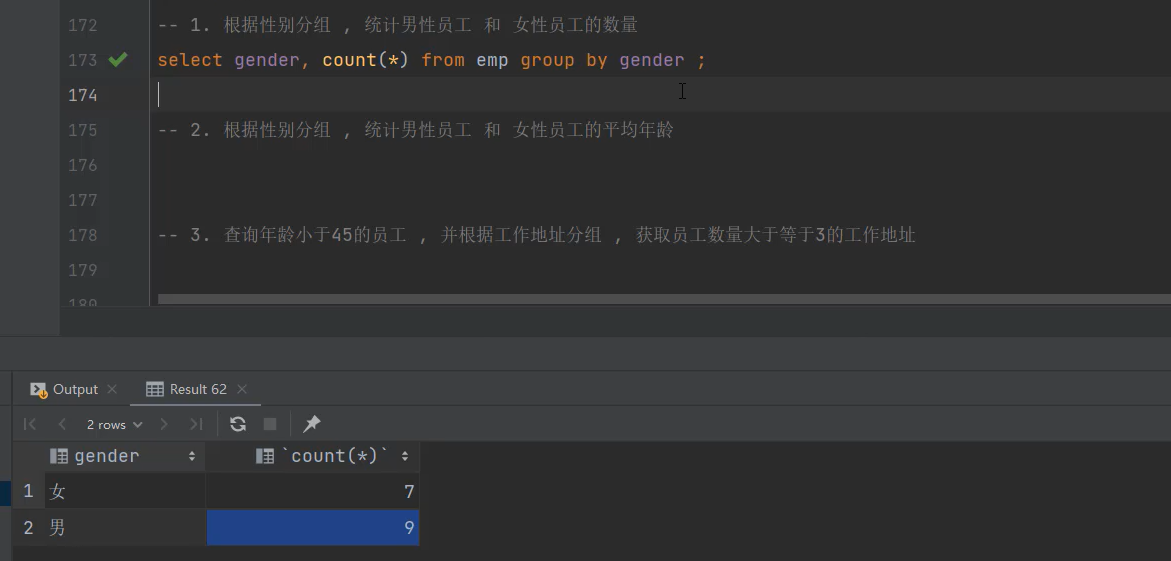 172 -- 1. 根据性别分组 , 统计男性员工 和 女性员工的数量
173 select gender, count(*) from emp group by gender ;
174
175 -- 2. 根据性别分组 , 统计男性员工 和 女性员工的平均年龄
176
177
178 -- 3. 查询年龄小于45的员工 , 并根据工作地址分组 , 获取员工数量大于等于3的工作地址
179
180
Output Result 62
2 rows
gender `count(*)`
1 女 7
2 男 9